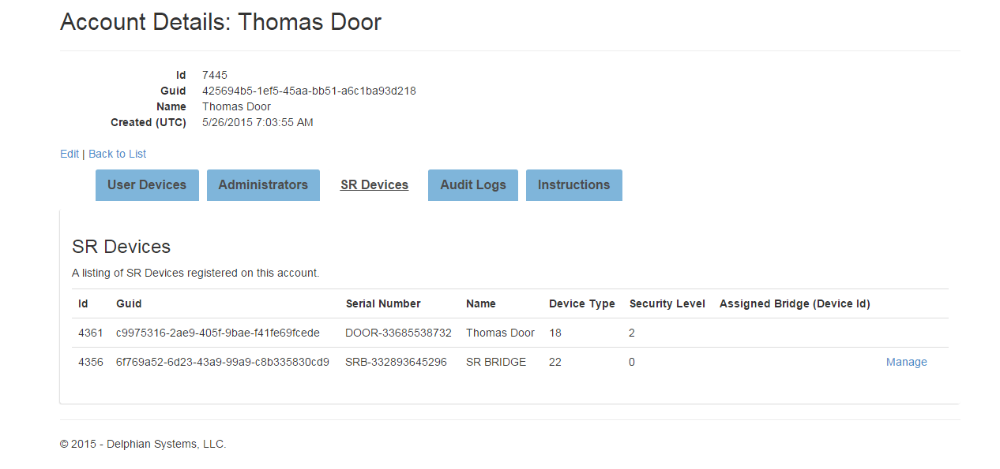 Account Details: Thomas Door
Id 7445
Guid 425694b5-1ef5-45aa-bb51-a6c1ba93d218
Name Thomas Door
Created (UTC) 5/26/2015 7:03:55 AM
Edit | Back to List
User Devices Administrators SR Devices Audit Logs Instructions
SR Devices
A listing of SR Devices registered on this account.
Id Guid Serial Number Name Device Type Security Level Assigned Bridge (Device Id)
4361 c9975316-2ae9-405f-9bae-f41fe69fcede DOOR-33685538732 Thomas Door 18 2
4356 6f769a52-6d23-43a9-99a9-c8b335830cd9 SRB-332893645296 SR BRIDGE 22 0 Manage
© 2015 - Delphian Systems, LLC.